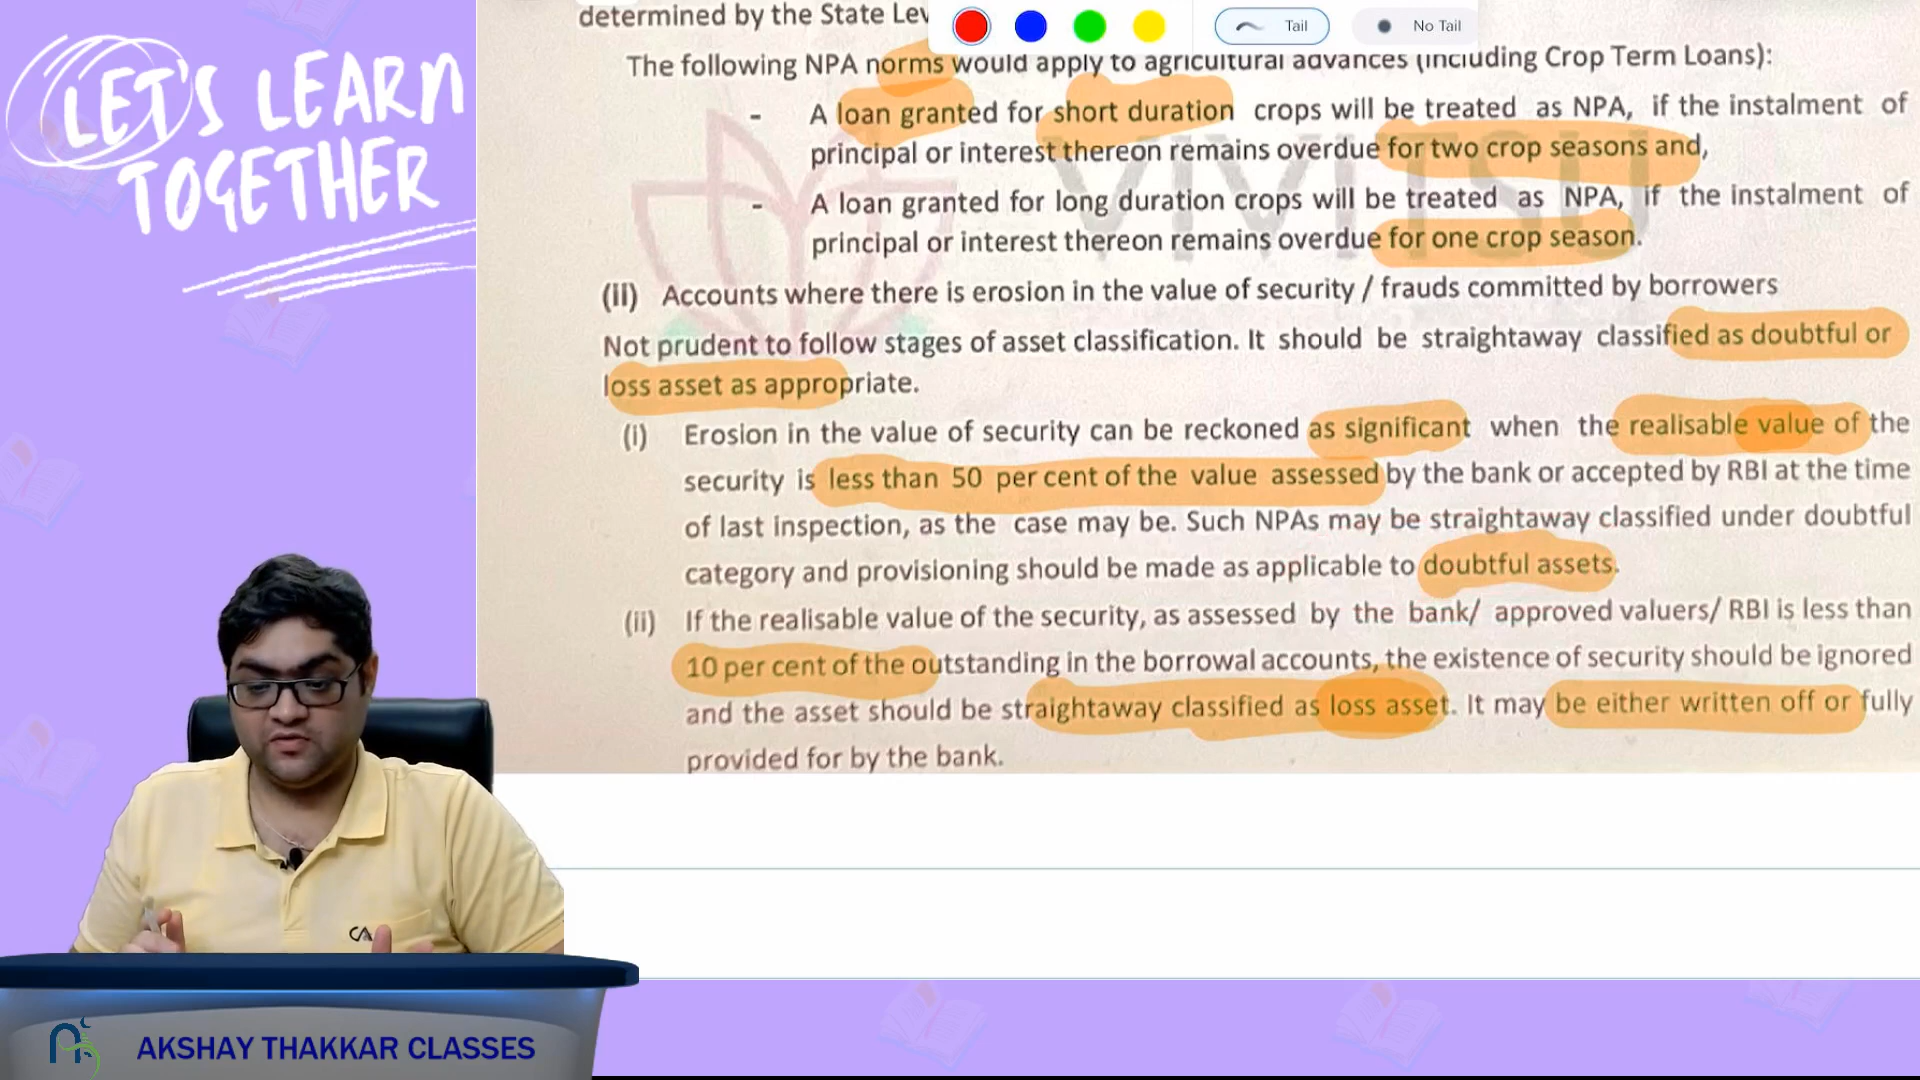 LET'S LEARN
TOGETHER
determined by the State Lev
Tail
No Tail
The following NPA norms would apply to agricultural advances (including Crop Term Loans):
- A loan granted for short duration crops will be treated as NPA, if the instalment of
principal or interest thereon remains overdue for two crop seasons and,
- A loan granted for long duration crops will be treated as NPA, if the instalment of
principal or interest thereon remains overdue for one crop season.
(ii) Accounts where there is erosion in the value of security / frauds committed by borrowers
Not prudent to follow stages of asset classification. It should be straightaway classified as doubtful or
loss asset as appropriate.
(i) Erosion in the value of security can be reckoned as significant when the realisable value of the
security is less than 50 per cent of the value assessed by the bank or accepted by RBI at the time
of last inspection, as the case may be. Such NPAs may be straightaway classified under doubtful
category and provisioning should be made as applicable to doubtful assets.
(ii) If the realisable value of the security, as assessed by the bank/ approved valuers/ RBI is less than
10 per cent of the outstanding in the borrowal accounts, the existence of security should be ignored
and the asset should be straightaway classified as loss asset. It may be either written off or fully
provided for by the bank.
VIVITSU
CA
AKSHAY THAKKAR CLASSES